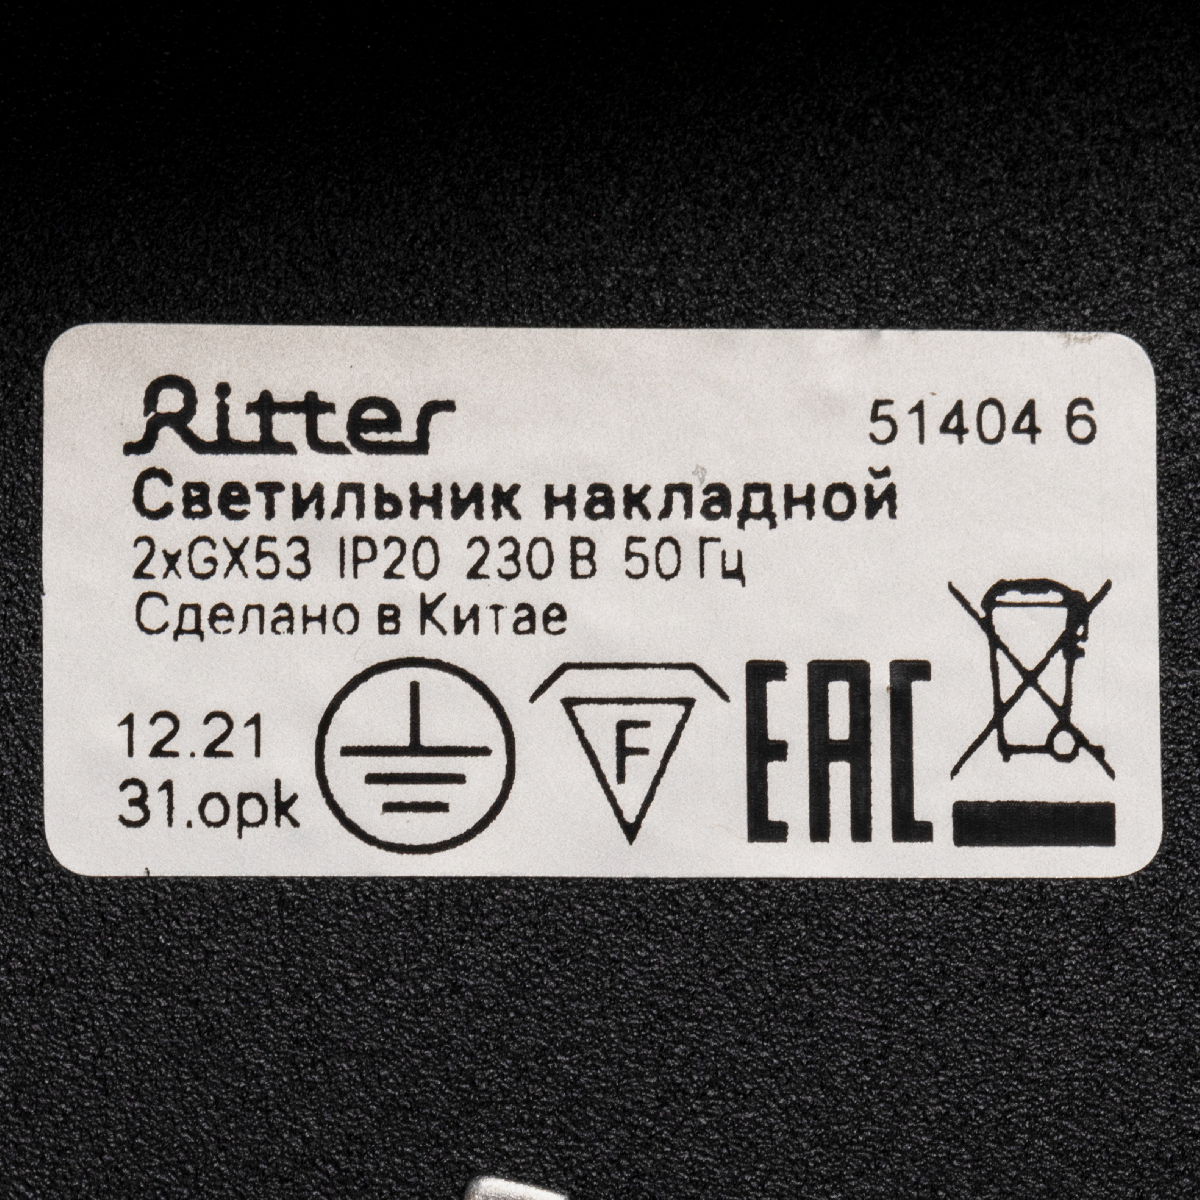 Ritter
51404 6
Светильник накладной
2xGX53 IP20 230 В 50 Гц
Сделано в Китае
12.21
31.opk
F
EAC